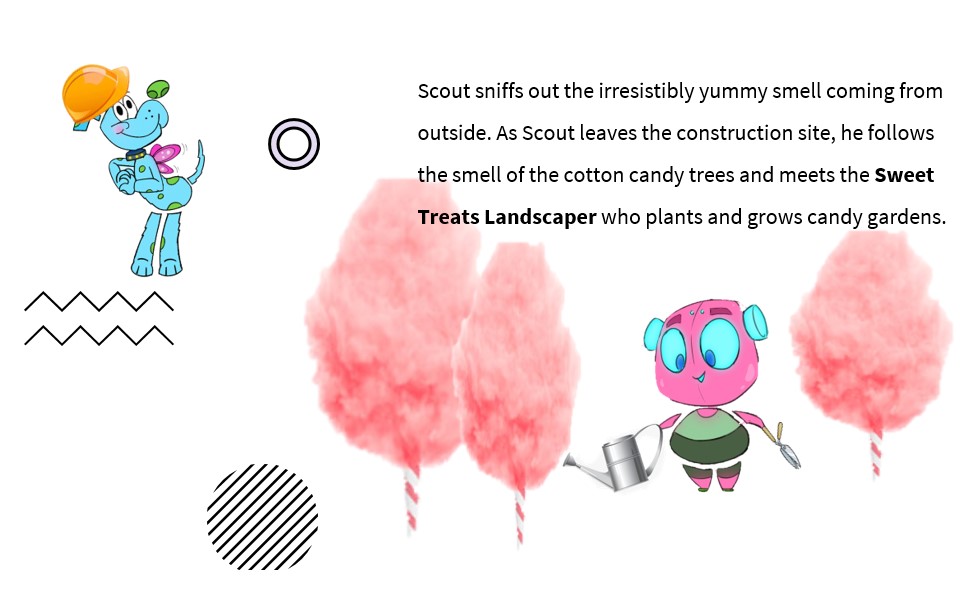 Scout sniffs out the irresistibly yummy smell coming from
outside. As Scout leaves the construction site, he follows
the smell of the cotton candy trees and meets the Sweet
Treats Landscaper who plants and grows candy gardens.